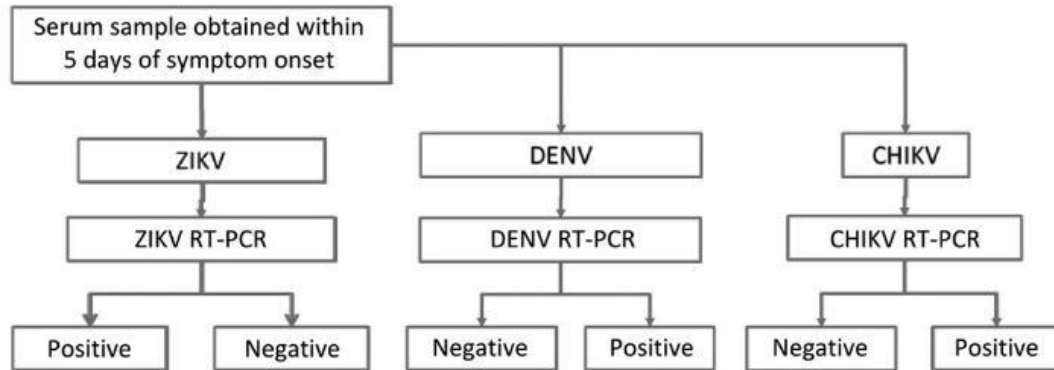 Serum sample obtained within
5 days of symptom onset
ZIKV
DENV
CHIKV
ZIKV RT-PCR
DENV RT-PCR
CHIKV RT-PCR
Positive
Negative
Negative
Positive
Negative
Positive